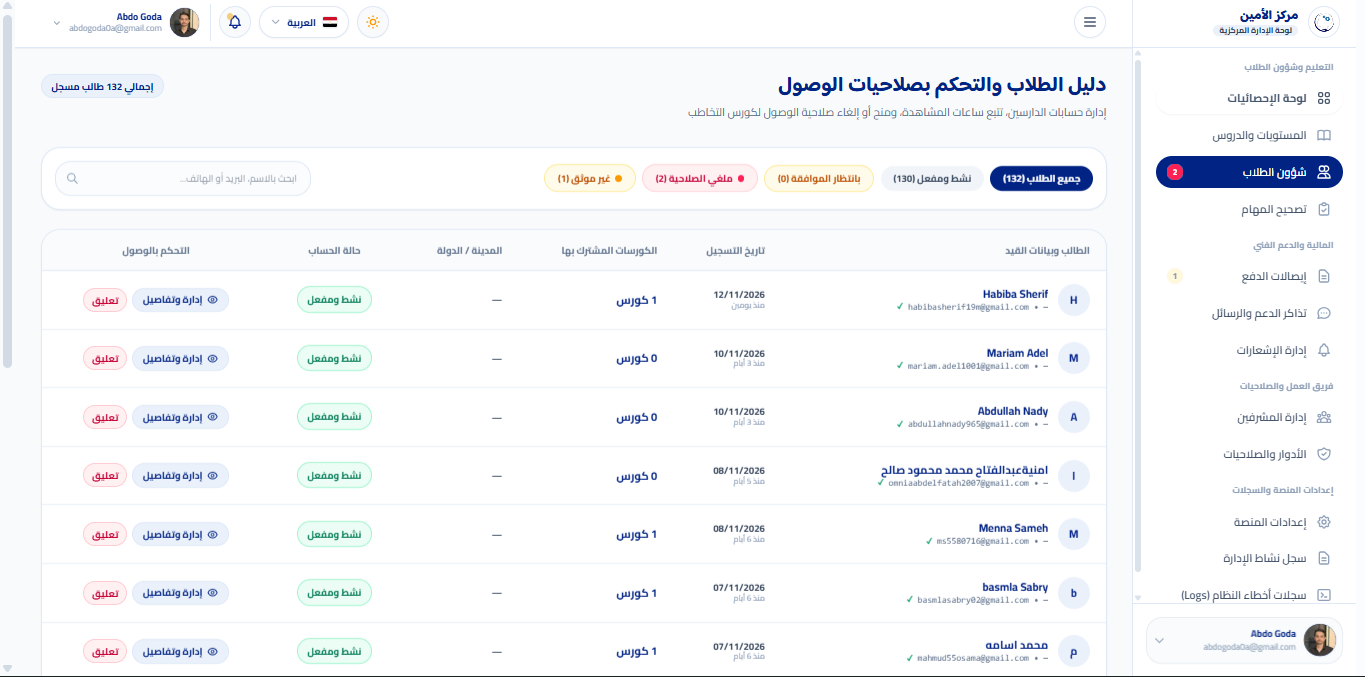 مركز الأمين
لوحة الإدارة المركزية
العربية
Abdo Goda
abdogoda0a@gmail.com
التعليم وشؤون الطلاب
لوحة الإحصائيات
المستويات والدروس
شؤون الطلاب
2
تصحيح المهام
المالية والدعم الفني
إيصالات الدفع
1
تذاكر الدعم والرسائل
إدارة الإشعارات
فريق العمل والصلاحيات
إدارة المشرفين
الأدوار والصلاحيات
إعدادات المنصة والسجلات
إعدادات المنصة
سجل نشاط الإدارة
سجلات أخطاء النظام (Logs)
Abdo Goda
abdogoda0a@gmail.com
دليل الطلاب والتحكم بصلاحيات الوصول
إجمالي 132 طالب مسجل
إدارة حسابات الدارسين، تتبع ساعات المشاهدة، ومنح أو إلغاء صلاحية الوصول لكورس التخاطب
جميع الطلاب (132)
نشط ومفعل (130)
بانتظار الموافقة (0)
ملغي الصلاحية (2)
غير موثق (1)
ابحث بالاسم، البريد أو الهاتف...
الطالب وبيانات القيد
تاريخ التسجيل
الكورسات المشترك بها
المدينة / الدولة
حالة الحساب
التحكم بالوصول
H
Habiba Sherif
habibasherif19m@gmail.com • — ✓
12/11/2026
منذ يومين
1 كورس
—
نشط ومفعل
إدارة وتفاصيل
تعليق
M
Mariam Adel
mariam.adel1001@gmail.com • — ✓
10/11/2026
منذ 3 أيام
0 كورس
—
نشط ومفعل
إدارة وتفاصيل
تعليق
A
Abdullah Nady
abdullahnady965@gmail.com • — ✓
10/11/2026
منذ 3 أيام
0 كورس
—
نشط ومفعل
إدارة وتفاصيل
تعليق
ا
امنيةعبدالفتاح محمد محمود صالح
omniaabdelfatah2007@gmail.com • — ✓
08/11/2026
منذ 5 أيام
0 كورس
—
نشط ومفعل
إدارة وتفاصيل
تعليق
M
Menna Sameh
ms5580716@gmail.com • — ✓
08/11/2026
منذ 6 أيام
1 كورس
—
نشط ومفعل
إدارة وتفاصيل
تعليق
b
basmla Sabry
basmlasabry02@gmail.com • — ✓
07/11/2026
منذ 6 أيام
1 كورس
—
نشط ومفعل
إدارة وتفاصيل
تعليق
م
محمد اسامه
mahmud55osama@gmail.com • — ✓
07/11/2026
منذ 6 أيام
1 كورس
—
نشط ومفعل
إدارة وتفاصيل
تعليق